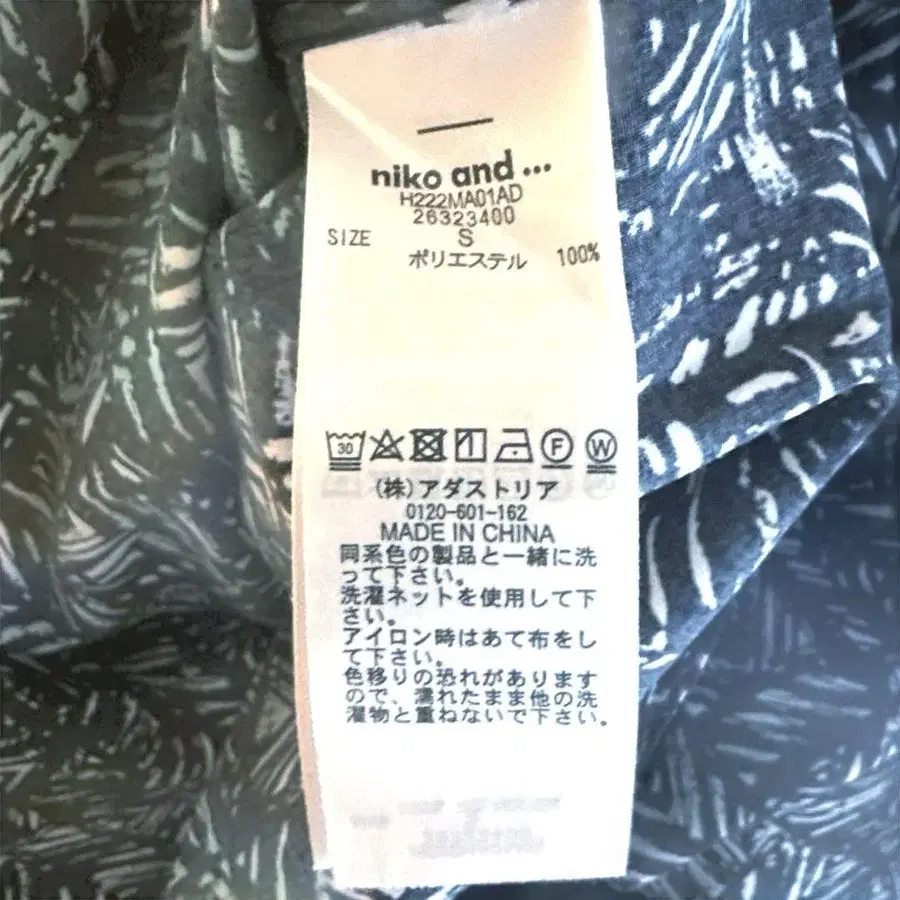 niko and ...
H222MA01AD
26323400
SIZE S
ポリエステル 100%
30 F W
(株)アダストリア
0120-601-162
MADE IN CHINA
同系色の製品と一緒に洗
って下さい。
洗濯ネットを使用して下
さい。
アイロン時はあて布をし
て下さい。
色移りの恐れがあります
ので、濡れたまま他の洗
濯物と重ねないで下さい。